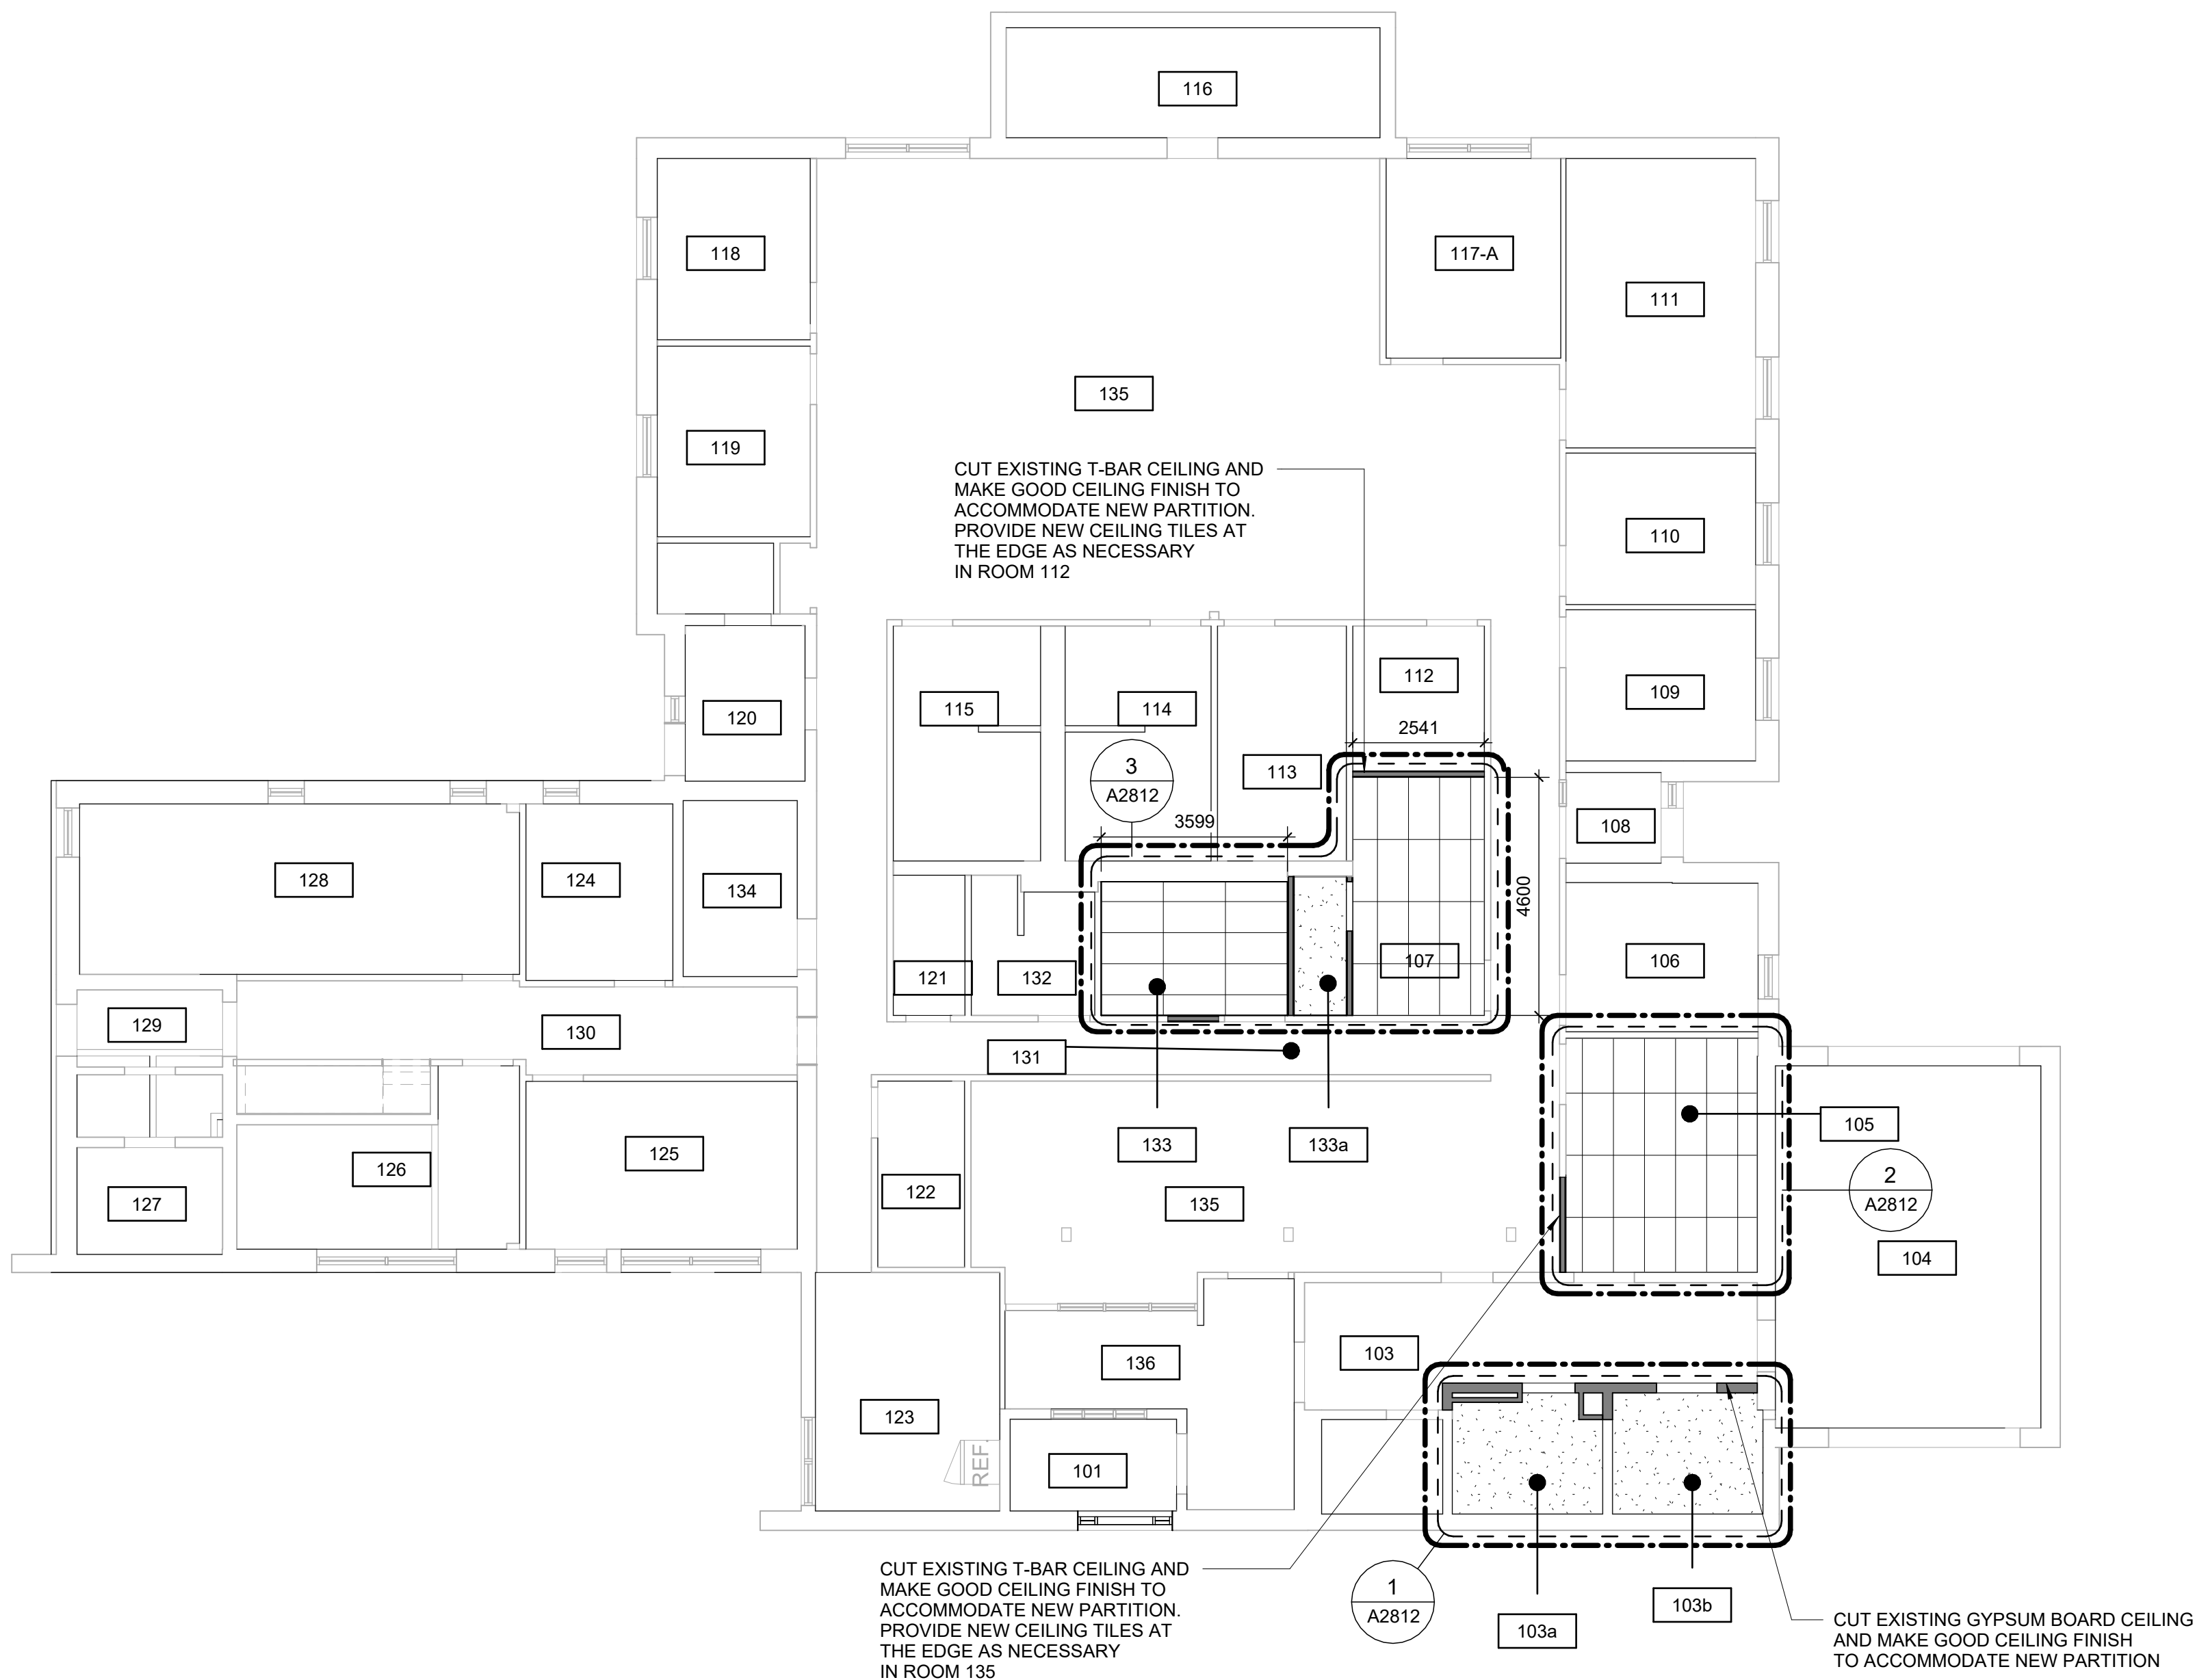 116
118
117-A
111
135
119
CUT EXISTING T-BAR CEILING AND
MAKE GOOD CEILING FINISH TO
ACCOMMODATE NEW PARTITION.
PROVIDE NEW CEILING TILES AT
THE EDGE AS NECESSARY
IN ROOM 112
110
112
109
115
114
120
2541
113
3
A2812
3599
108
128
124
134
4600
107
106
121
132
129
130
131
105
133
133a
125
126
2
A2812
122
127
135
104
103
136
123
REF.
101
CUT EXISTING T-BAR CEILING AND
MAKE GOOD CEILING FINISH TO
ACCOMMODATE NEW PARTITION.
PROVIDE NEW CEILING TILES AT
THE EDGE AS NECESSARY
IN ROOM 135
1
A2812
103a
103b
CUT EXISTING GYPSUM BOARD CEILING
AND MAKE GOOD CEILING FINISH
TO ACCOMMODATE NEW PARTITION